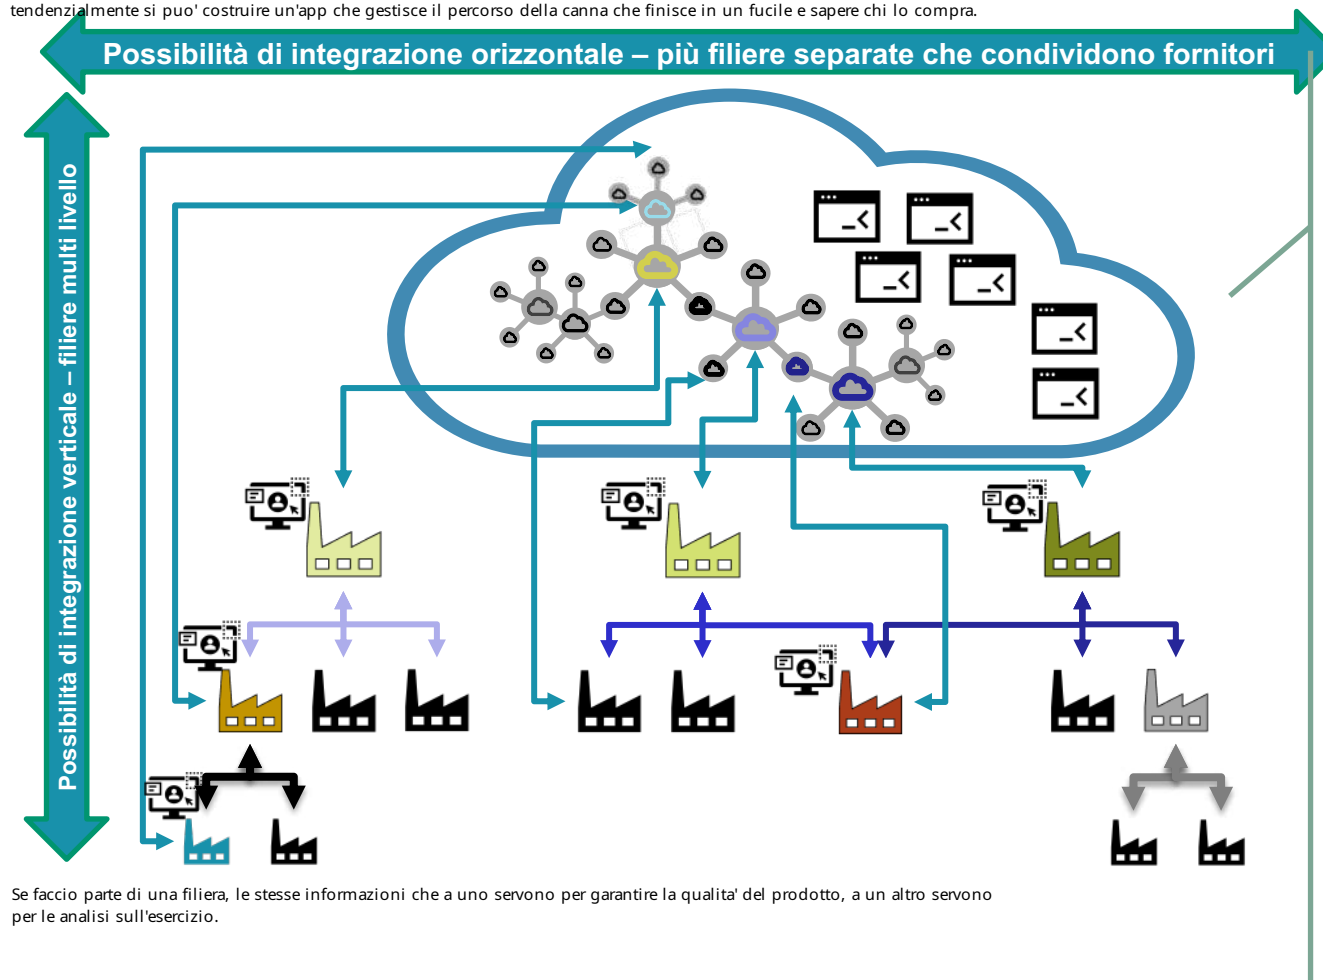 tendenzialmente si puo' costruire un'app che gestisce il percorso della canna che finisce in un fucile e sapere chi lo compra.
Possibilità di integrazione orizzontale – più filiere separate che condividono fornitori
Possibilità di integrazione verticale – filiere multi livello
Se faccio parte di una filiera, le stesse informazioni che a uno servono per garantire la qualita' del prodotto, a un altro servono
per le analisi sull'esercizio.